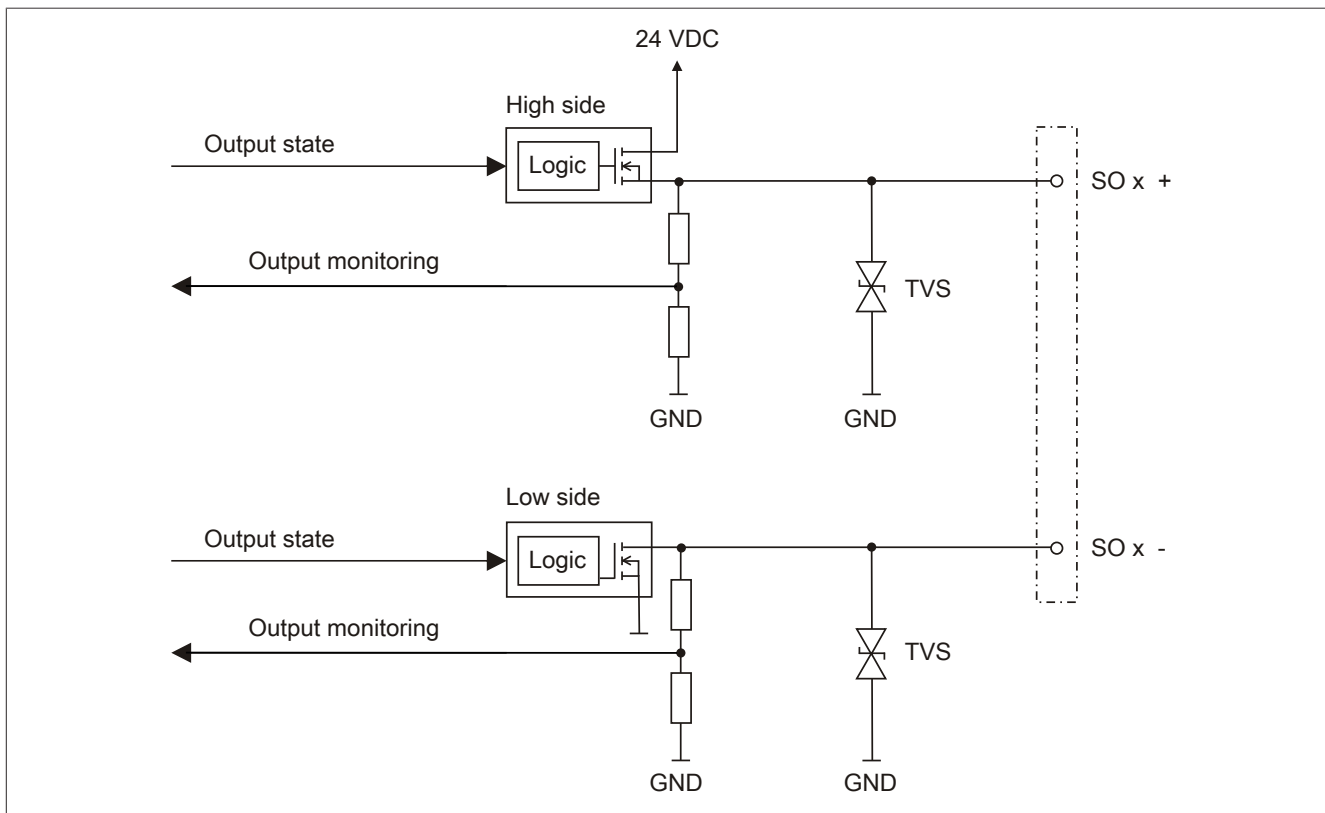 24 VDC
High side
Output state
Logic
SO x +
Output monitoring
TVS
GND
GND
Low side
Output state
Logic
SO x -
Output monitoring
TVS
GND
GND